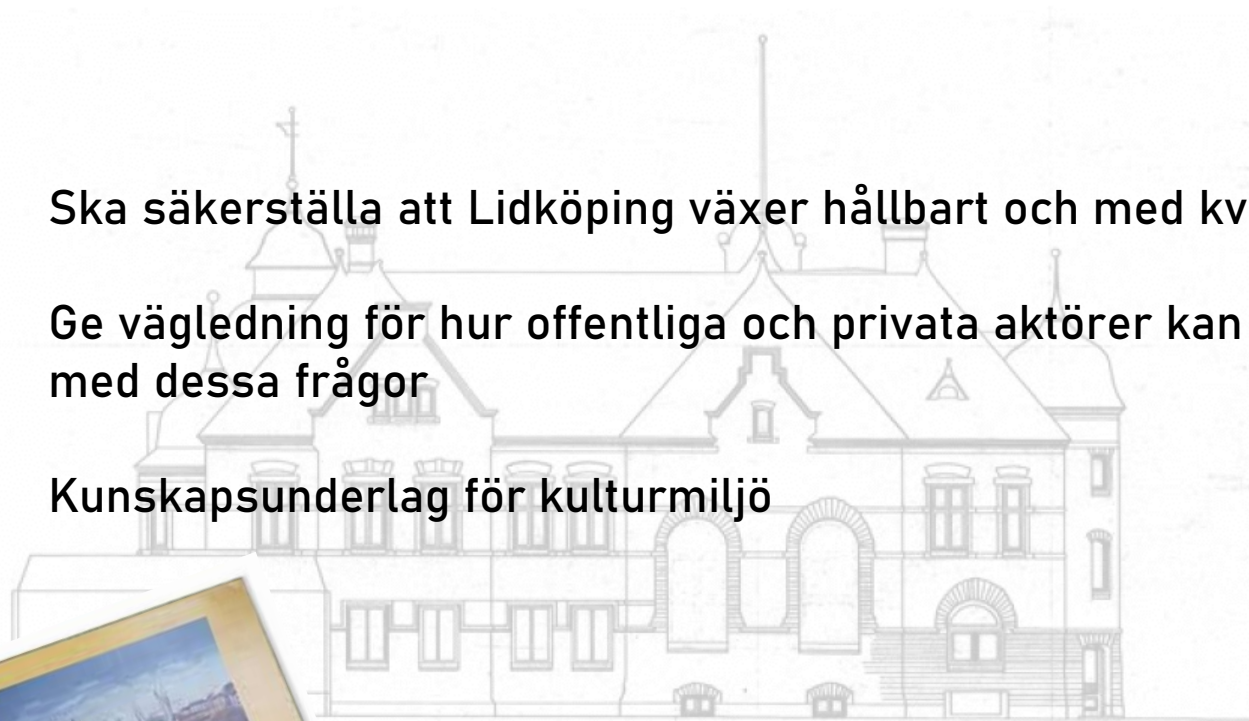 Ska säkerställa att Lidköping växer hållbart och med
Ge vägledning för hur offentliga och privata aktörer kan
med dessa frågor
Kunskapsunderlag för kulturmiljö